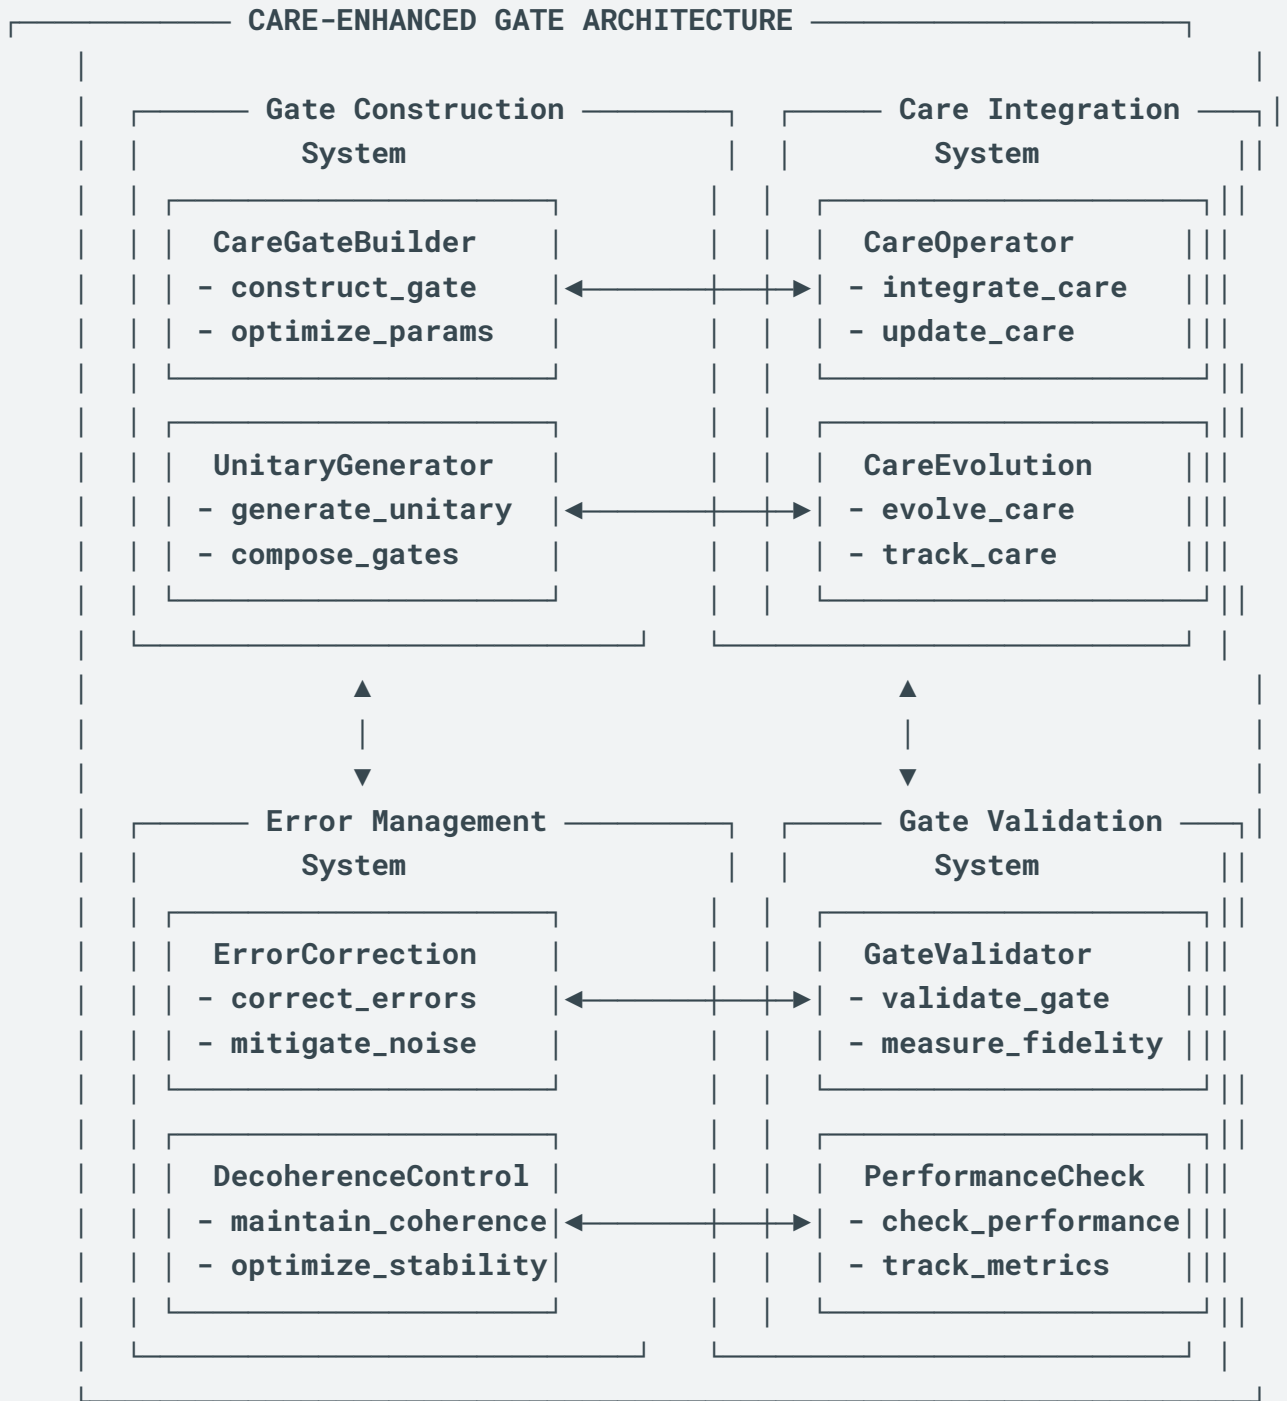 CARE-ENHANCED GATE ARCHITECTURE
Gate Construction Care Integration
System System
CareGateBuilder CareOperator
- construct_gate - integrate_care
- optimize_params - update_care
UnitaryGenerator CareEvolution
- generate_unitary - evolve_care
- compose_gates - track_care
Error Management Gate Validation
System System
ErrorCorrection GateValidator
- correct_errors - validate_gate
- mitigate_noise - measure_fidelity
DecoherenceControl PerformanceCheck
- maintain_coherence - check_performance
- optimize_stability - track_metrics